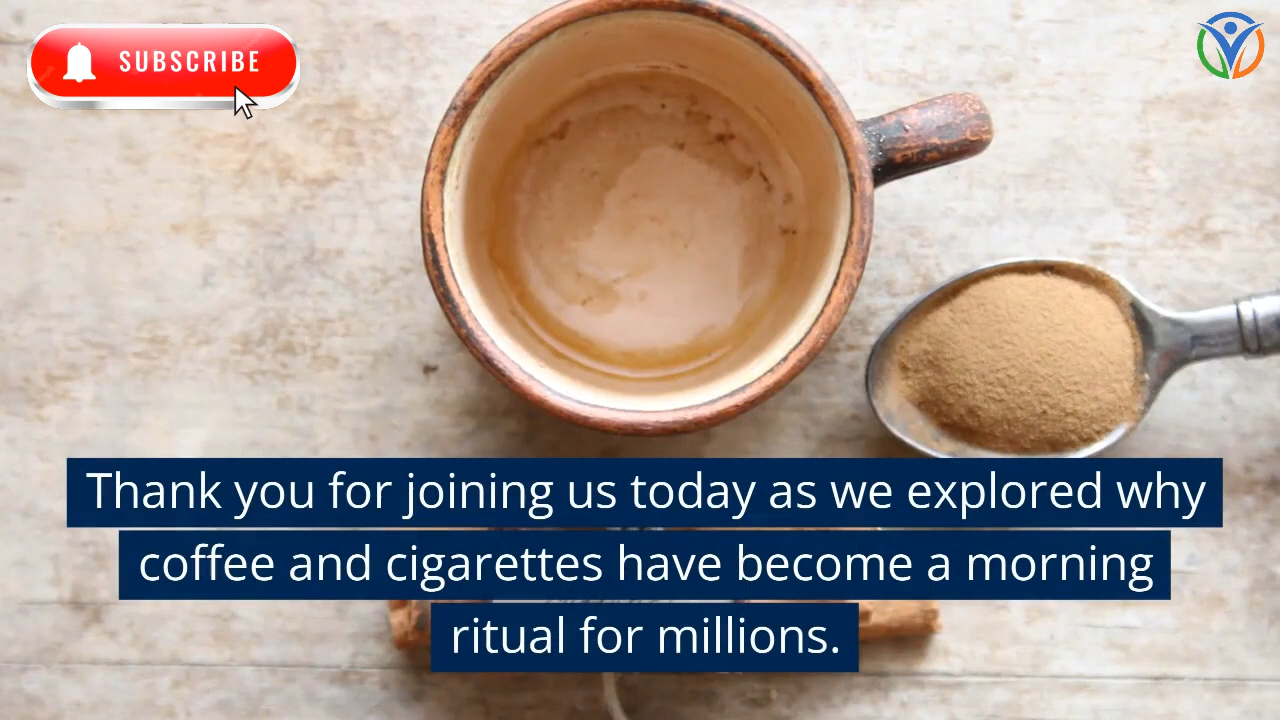 SUBSCRIBE
Thank you for joining us today as we explored why
coffee and cigarettes have become a morning
ritual for millions.